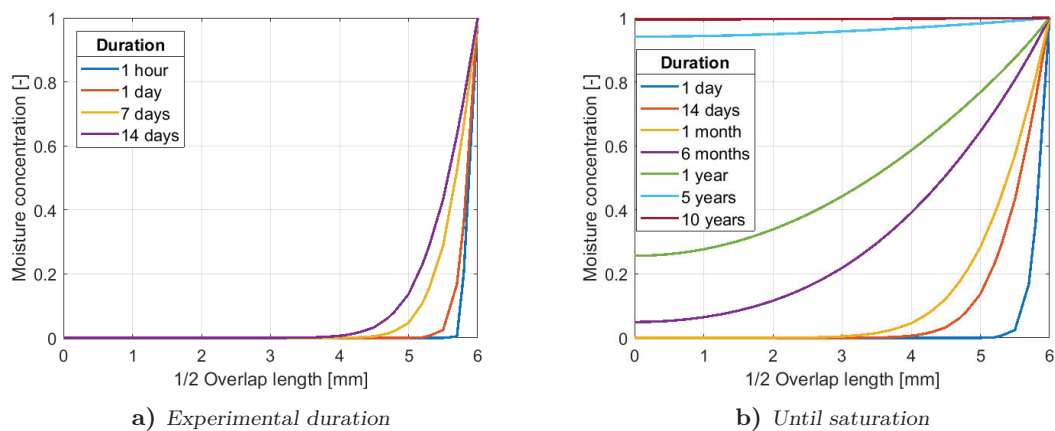 Moisture concentration [-]
1
0.8
0.6
0.4
0.2
0
Duration
1 hour
1 day
7 days
14 days
0 1 2 3 4 5 6
1/2 Overlap length [mm]
a) Experimental duration
Moisture concentration [-]
1
0.8
0.6
0.4
0.2
0
Duration
1 day
14 days
1 month
6 months
1 year
5 years
10 years
0 1 2 3 4 5 6
1/2 Overlap length [mm]
b) Until saturation